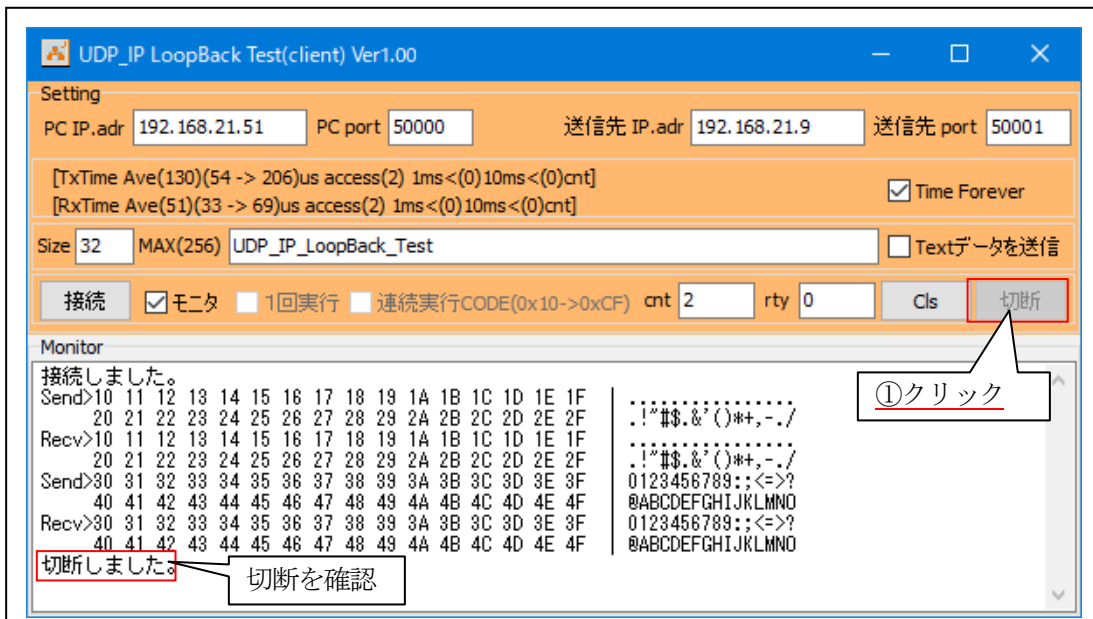 UDP_IP LoopBack Test(client) Ver1.00
Setting
PC IP.adr 192.168.21.51 PC port 50000 送信先 IP.adr 192.168.21.9 送信先 port 50001
[TxTime Ave(130)(54 -> 206)us access(2) 1ms<(0)10ms<(0)cnt]
[RxTime Ave(51)(33 -> 69)us access(2) 1ms<(0)10ms<(0)cnt]
Time Forever
Size 32 MAX(256) UDP_IP_LoopBack_Test Textデータを送信
接続 モニタ 1回実行 連続実行CODE(0x10->0xCF) cnt 2 rty 0 Cls 切断
Monitor
①クリック
接続しました。
Send>10 11 12 13 14 15 16 17 18 19 1A 1B 1C 1D 1E 1F | ................
20 21 22 23 24 25 26 27 28 29 2A 2B 2C 2D 2E 2F | .!"#$.&'()*+,-./
Recv>10 11 12 13 14 15 16 17 18 19 1A 1B 1C 1D 1E 1F | ................
20 21 22 23 24 25 26 27 28 29 2A 2B 2C 2D 2E 2F | .!"#$.&'()*+,-./
Send>30 31 32 33 34 35 36 37 38 39 3A 3B 3C 3D 3E 3F | 0123456789:;<=>?
40 41 42 43 44 45 46 47 48 49 4A 4B 4C 4D 4E 4F | @ABCDEFGHIJKLMNO
Recv>30 31 32 33 34 35 36 37 38 39 3A 3B 3C 3D 3E 3F | 0123456789:;<=>?
40 41 42 43 44 45 46 47 48 49 4A 4B 4C 4D 4E 4F | @ABCDEFGHIJKLMNO
切断しました。
切断を確認